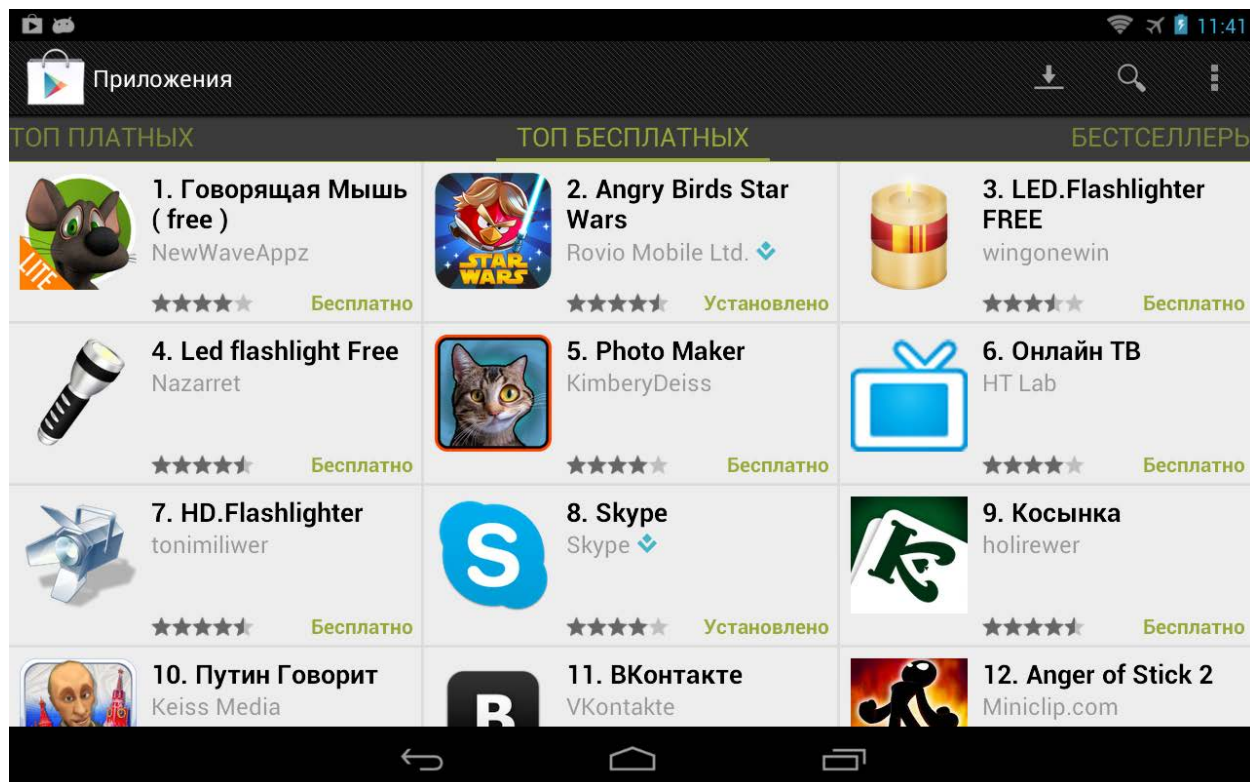 11:41
Приложения
ТОП ПЛАТНЫХ
ТОП БЕСПЛАТНЫХ
БЕСТСЕЛЛЕРЫ
1. Говорящая Мышь
( free )
NewWaveAppz
LITE
Бесплатно
2. Angry Birds Star
Wars
Rovio Mobile Ltd.
STAR
WARS
Установлено
3. LED.Flashlighter
FREE
wingonewin
Бесплатно
4. Led flashlight Free
Nazarret
Бесплатно
5. Photo Maker
KimberyDeiss
Бесплатно
6. Онлайн ТВ
HT Lab
Бесплатно
7. HD.Flashlighter
tonimiliwer
Бесплатно
8. Skype
Skype
S
Установлено
9. Косынка
holirewer
K
Бесплатно
10. Путин Говорит
Keiss Media
11. ВКонтакте
VKontakte
B
12. Anger of Stick 2
Miniclip.com